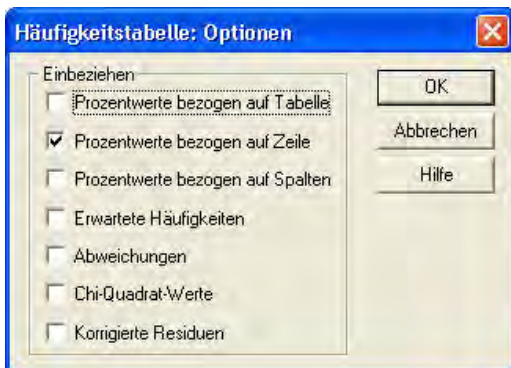 Häufigkeitstabelle: Optionen
Einbeziehen
Prozentwerte bezogen auf Tabelle
Prozentwerte bezogen auf Zeile
Prozentwerte bezogen auf Spalten
Erwartete Häufigkeiten
Abweichungen
Chi-Quadrat-Werte
Korrigierte Residuen
OK
Abbrechen
Hilfe